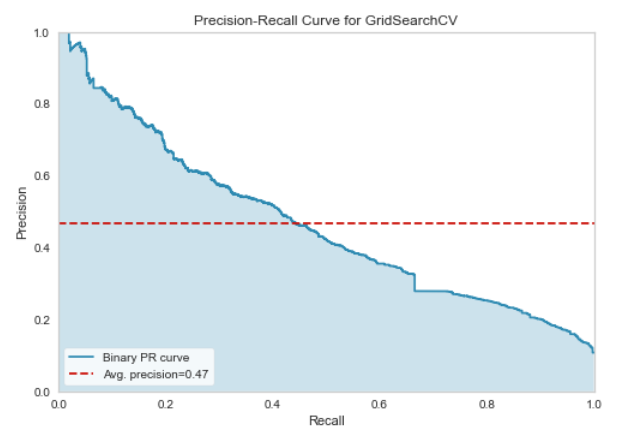 Precision-Recall Curve for GridSearchCV
1.0
0.8
0.6
0.4
0.2
0.0
Precision
Binary PR curve
Avg. precision=0.47
0.0 0.2 0.4 0.6 0.8 1.0
Recall